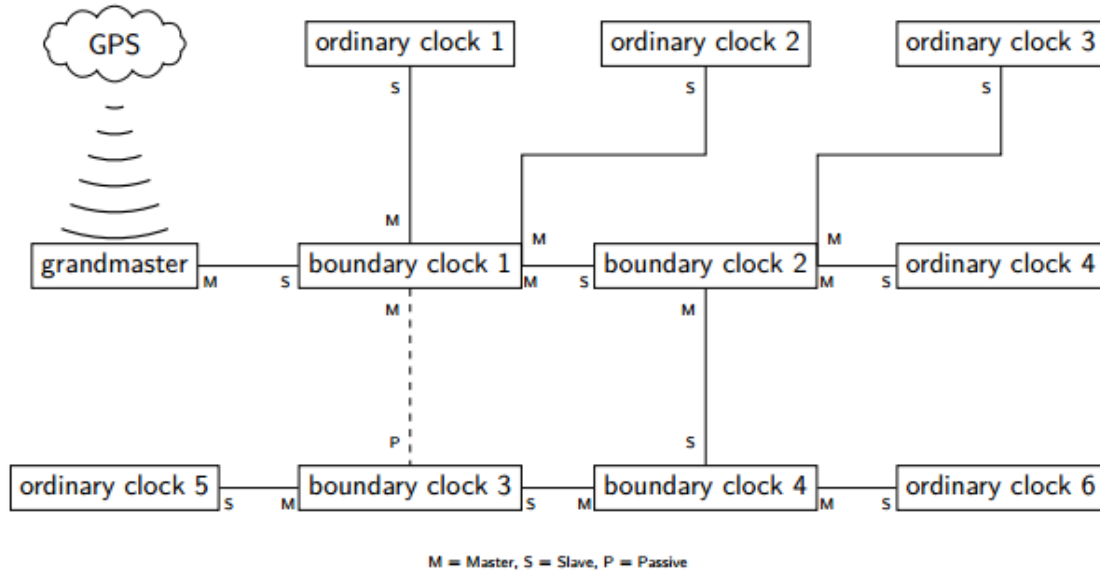 GPS
ordinary clock 1
ordinary clock 2
ordinary clock 3
S
S
S
M
M
M
grandmaster
boundary clock 1
boundary clock 2
ordinary clock 4
M
S
M
S
M
S
M
M
P
S
ordinary clock 5
boundary clock 3
boundary clock 4
ordinary clock 6
S
M
S
M
M
S
M = Master, S = Slave, P = Passive